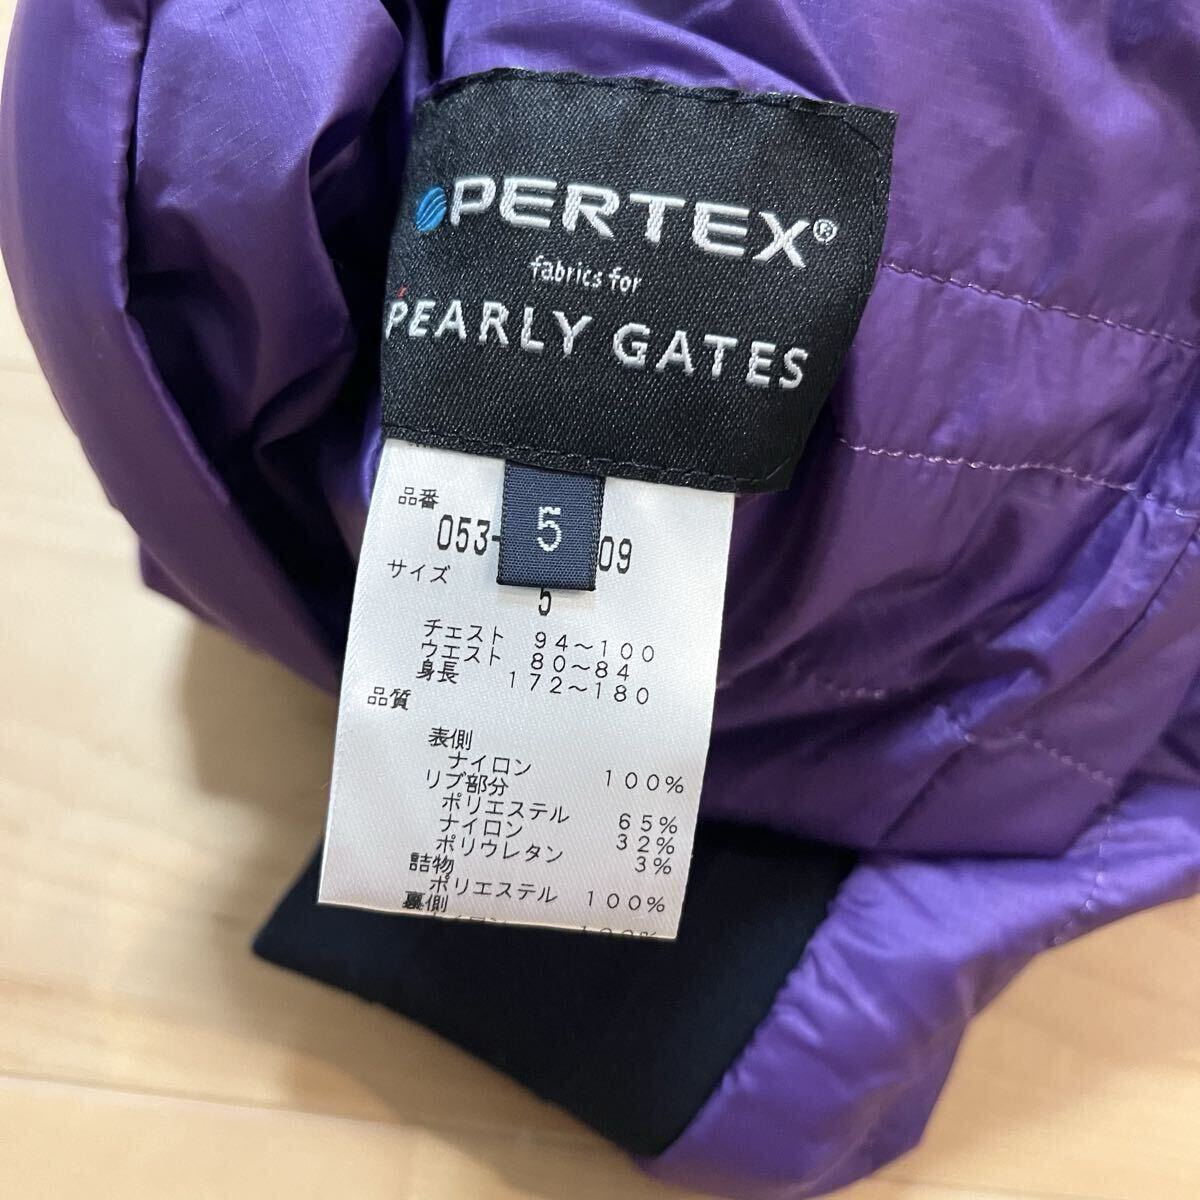 PERTEX®
fabrics for
PEARLY GATES
5
品番
053- 09
サイズ
5
チェスト 94～100
ウエスト 80～84
身長 172～180
品質
表側
ナイロン 100%
リブ部分
ポリエステル 65%
ナイロン 32%
ポリウレタン 3%
詰物
ポリエステル 100%
裏側